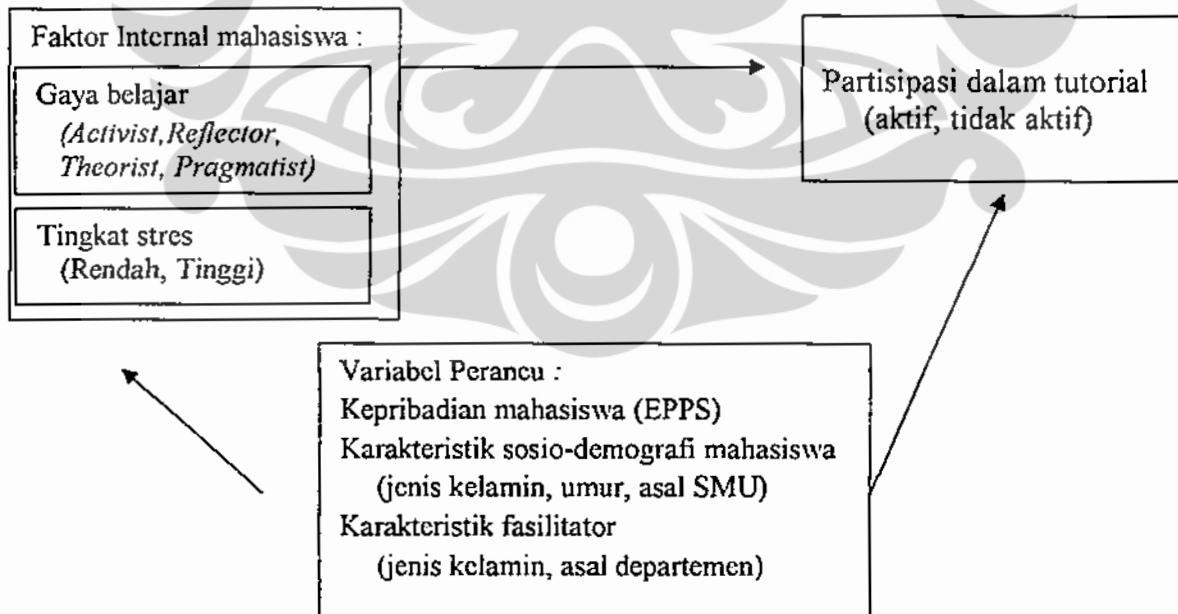 Faktor Internal mahasiswa :
Gaya belajar
(Activist, Reflector,
Theorist, Pragmatist)
Tingkat stres
(Rendah, Tinggi)
Partisipasi dalam tutorial
(aktif, tidak aktif)
Variabel Perancu :
Kepribadian mahasiswa (EPPS)
Karakteristik sosio-demografi mahasiswa
(jenis kelamin, umur, asal SMU)
Karakteristik fasilitator
(jenis kelamin, asal departemen)